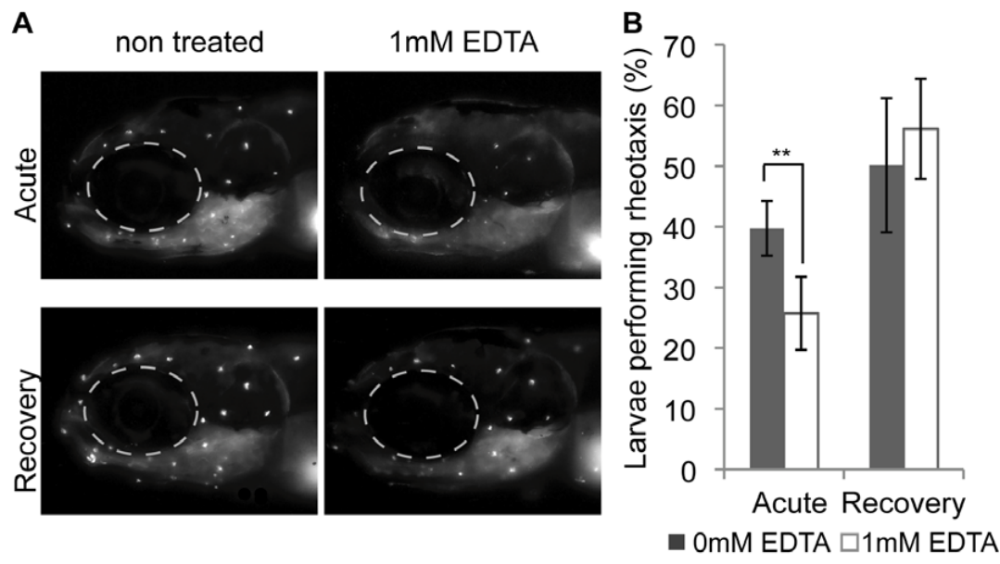 A
non treated
1mM EDTA
Acute
Recovery
B
Larvae performing rheotaxis (%)
70
60
50
40
30
20
10
0
**
Acute Recovery
0mM EDTA 1mM EDTA